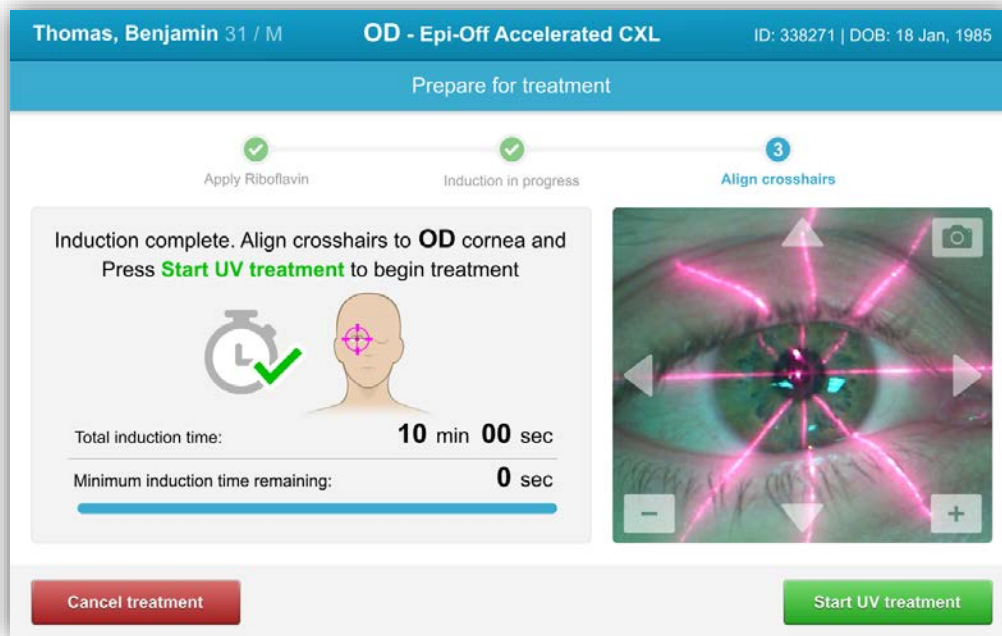 Thomas, Benjamin 31 / M OD - Epi-Off Accelerated CXL ID: 338271 | DOB: 18 Jan, 1985
Prepare for treatment
3
Apply Riboflavin Induction in progress Align crosshairs
Induction complete. Align crosshairs to OD cornea and
Press Start UV treatment to begin treatment
Total induction time: 10 min 00 sec
Minimum induction time remaining: 0 sec
Cancel treatment Start UV treatment